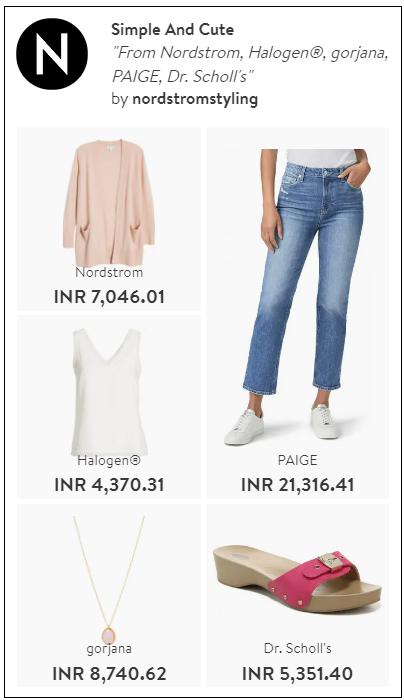 N
Simple And Cute
"From Nordstrom, Halogen®, gorjana,
PAIGE, Dr. Scholl's"
by nordstromstyling
Nordstrom
INR 7,046.01
Halogen®
INR 4,370.31
PAIGE
INR 21,316.41
gorjana
INR 8,740.62
Dr. Scholl's
INR 5,351.40